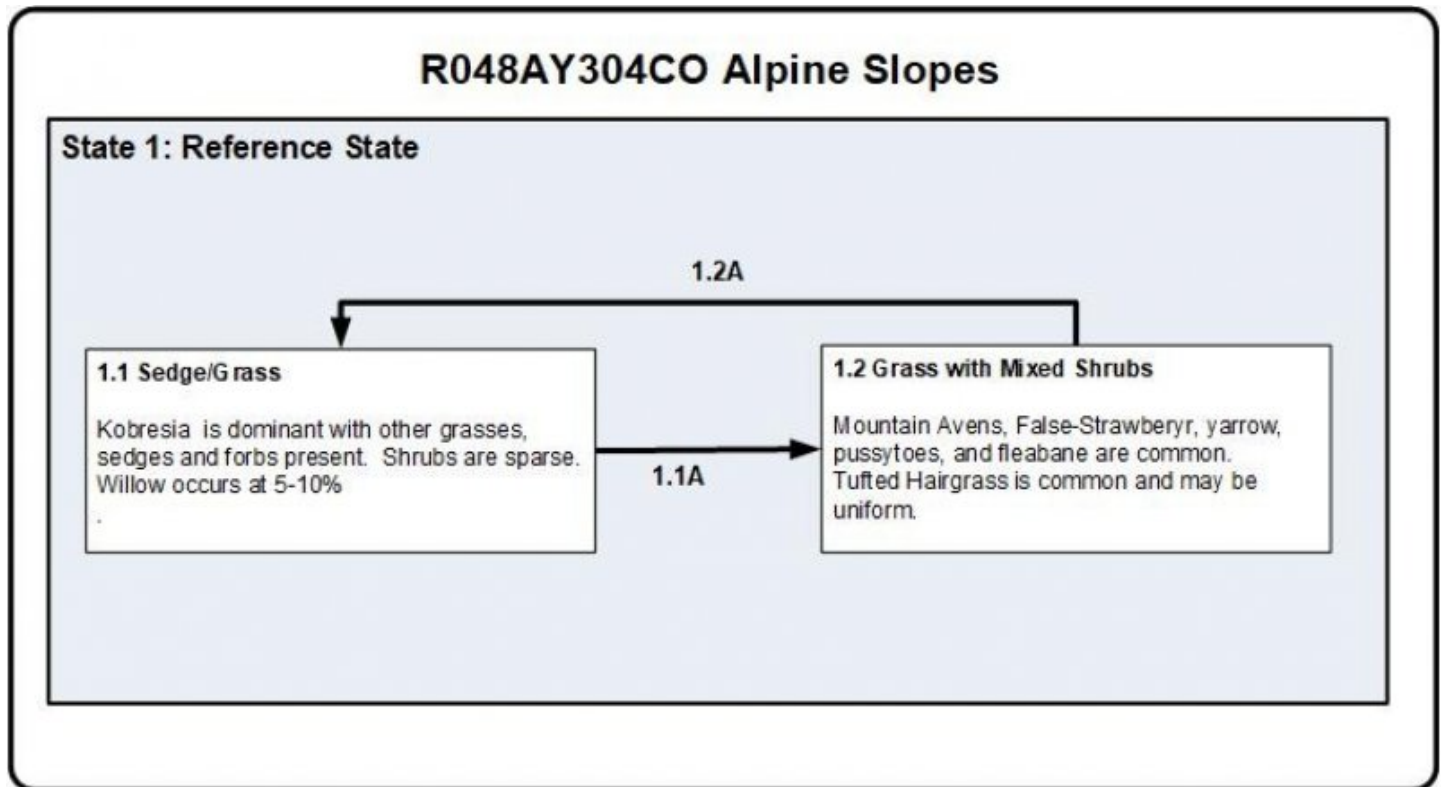 R048AY304CO Alpine Slopes
State 1: Reference State
1.2A
1.1 Sedge/Grass
Kobresia is dominant with other grasses,
sedges and forbs present. Shrubs are sparse.
Willow occurs at 5-10%
.
1.1A
1.2 Grass with Mixed Shrubs
Mountain Avens, False-Strawberyr, yarrow,
pussytoes, and fleabane are common.
Tufted Hairgrass is common and may be
uniform.